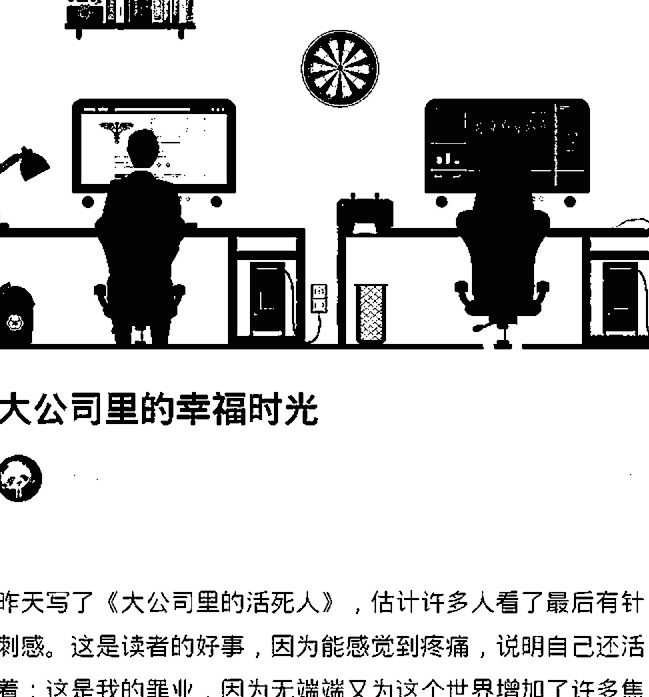 大公司里的幸福时光
昨天写了《大公司里的活死人》，估计许多人看了最后有针
刺感。这是读者的好事，因为能感觉到疼痛，说明自己还活
着；这是我的罪业，因为无端端又为这个世界增加了许多焦